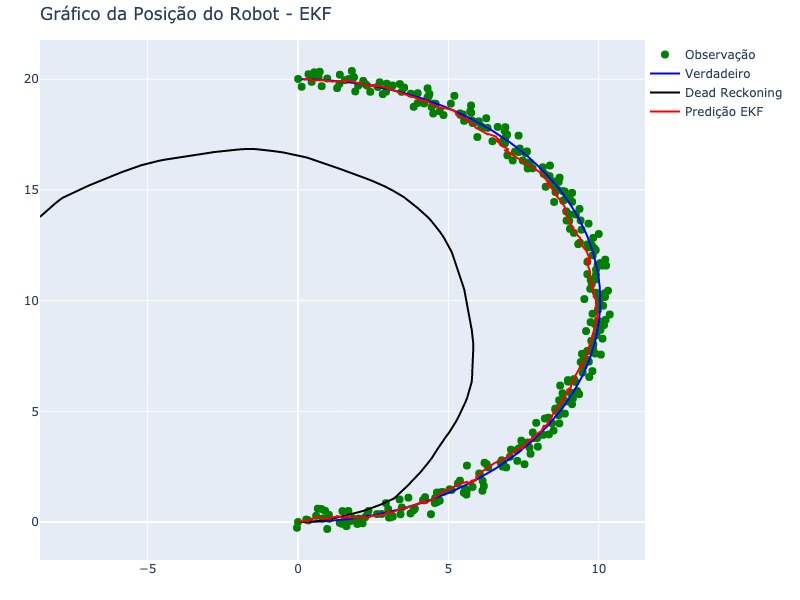 Gráfico da Posição do Robot - EKF
Observação
Verdadeiro
Dead Reckoning
Predição EKF
20
15
10
5
0
−5
0
5
10